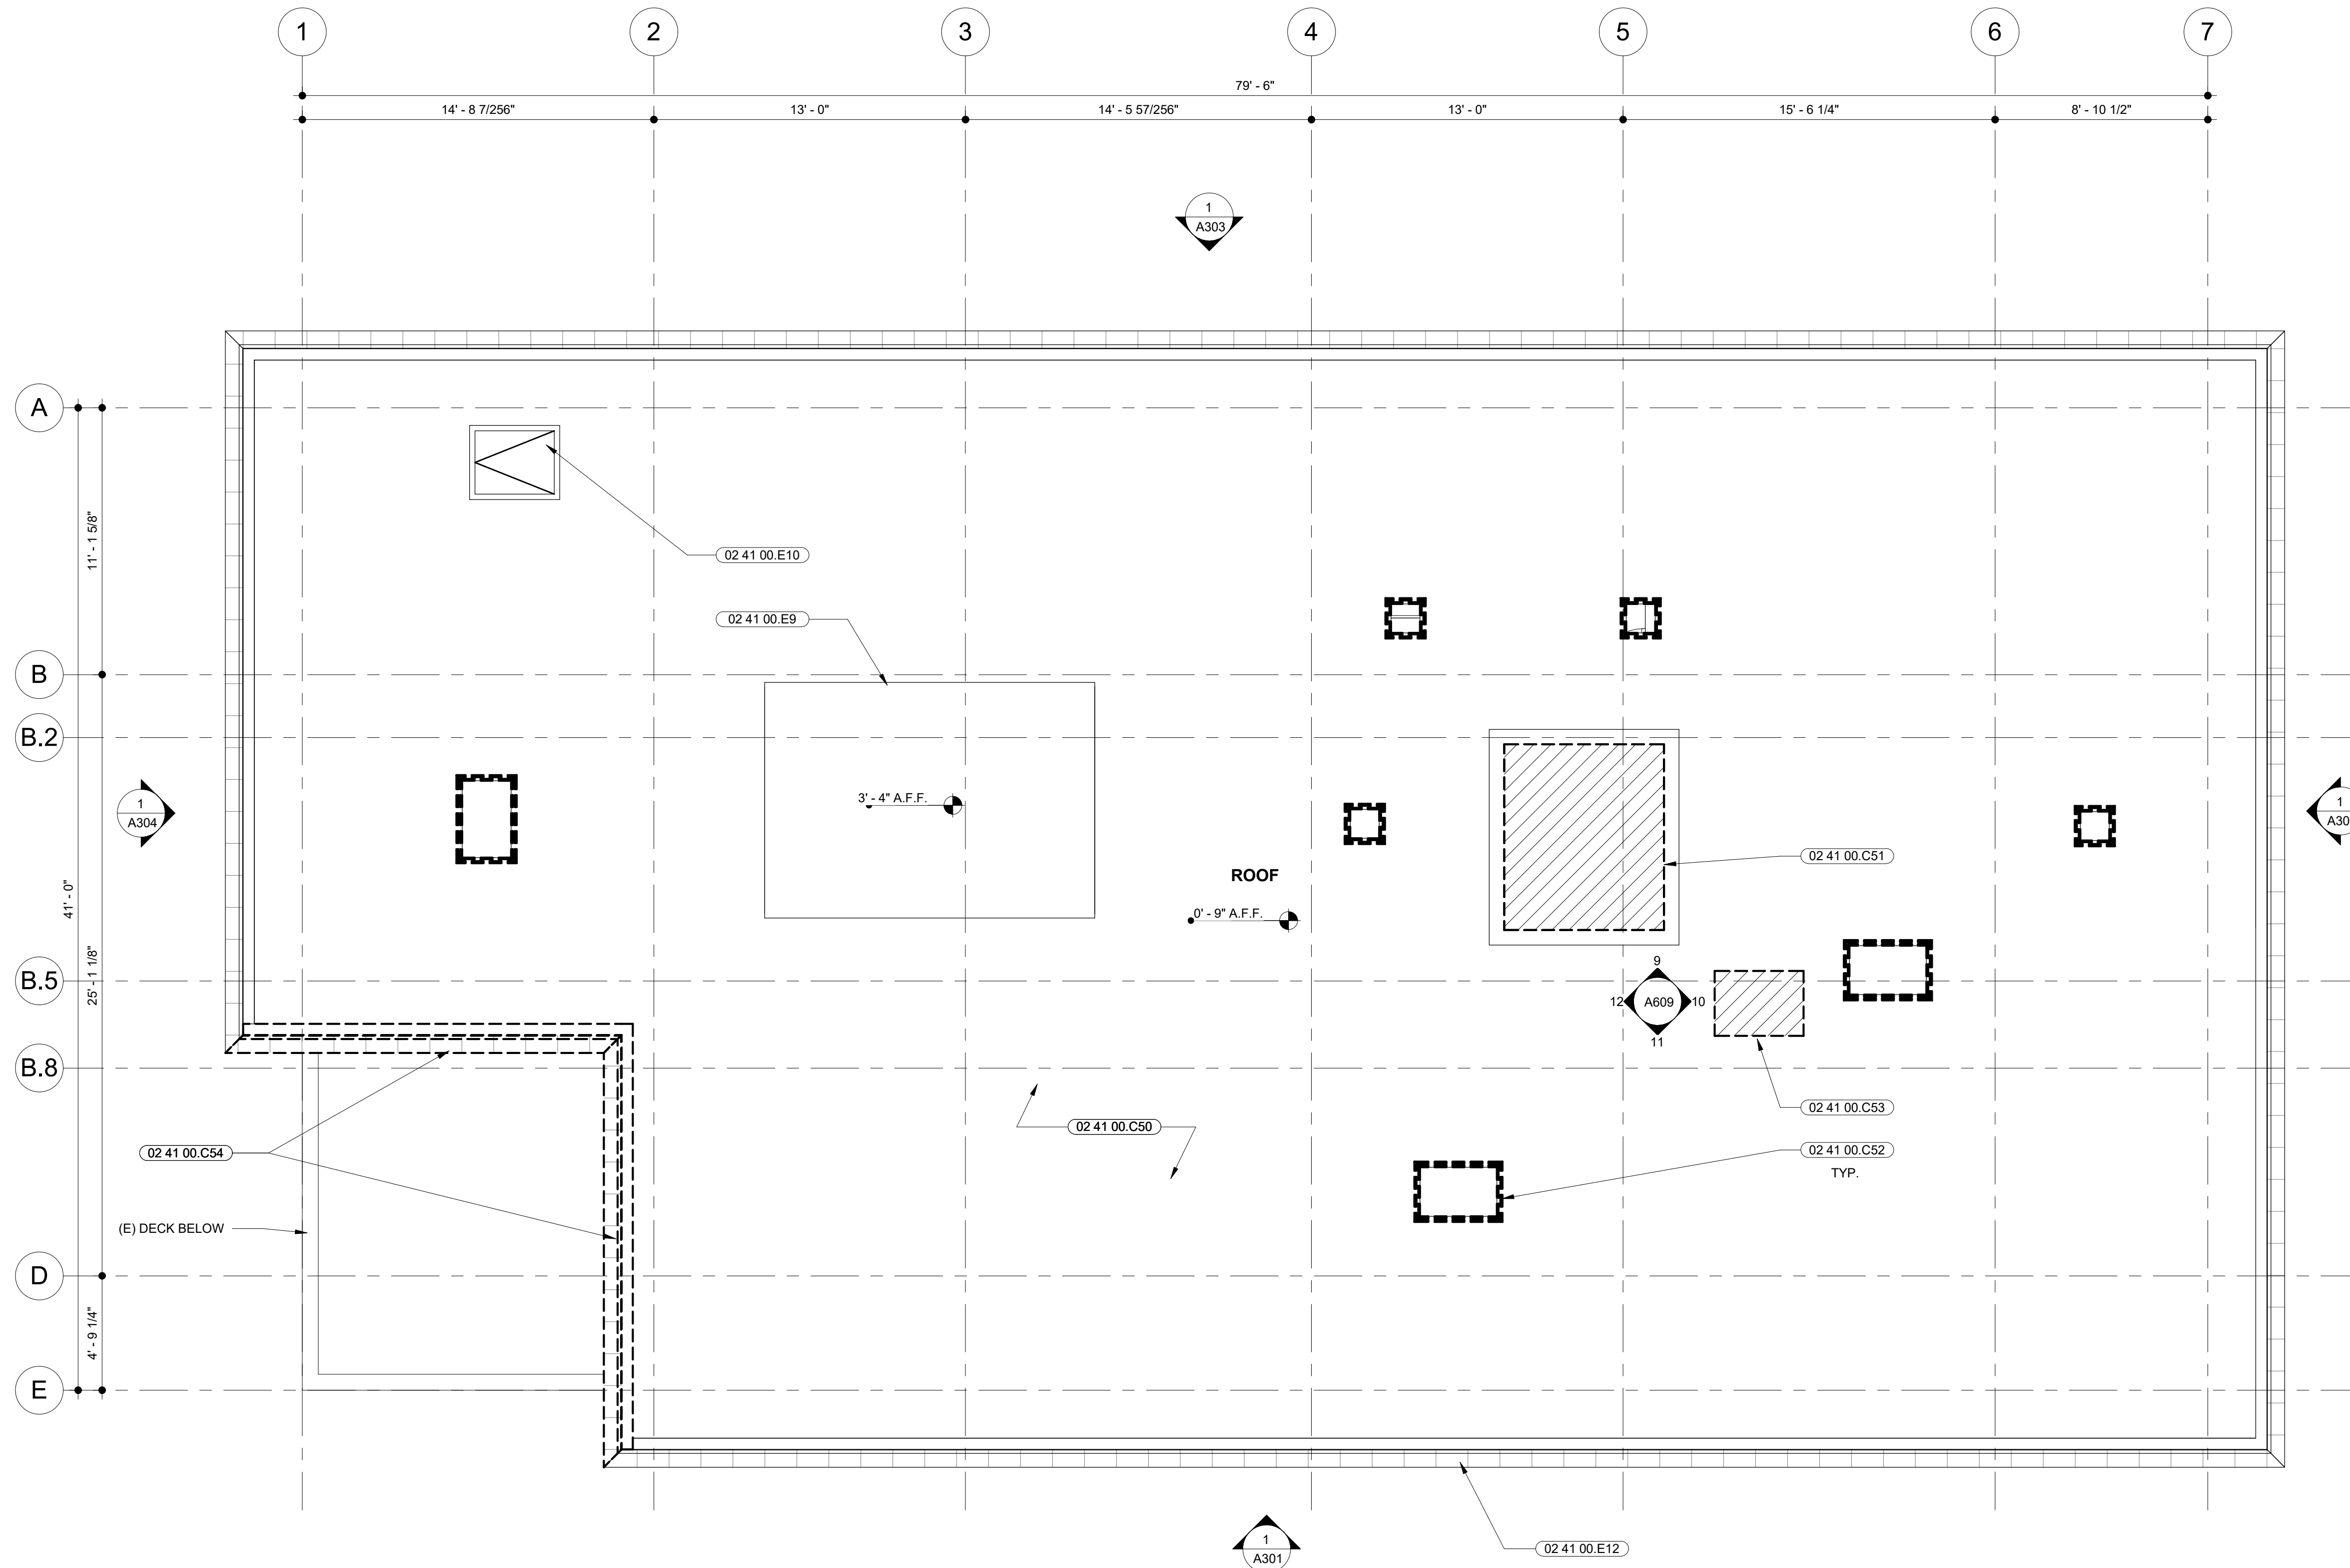 1
2
3
4
5
6
7
79' - 6"
14' - 8 7/256"
13' - 0"
14' - 5 57/256"
13' - 0"
15' - 6 1/4"
8' - 10 1/2"
1
A303
A
11' - 1 5/8"
02 41 00.E10
02 41 00.E9
B
B.2
3' - 4" A.F.F.
1
A304
1
A30
02 41 00.C51
ROOF
41' - 0"
0' - 9" A.F.F.
25' - 1 1/8"
B.5
9
12
A609
10
11
B.8
02 41 00.C53
02 41 00.C50
02 41 00.C54
02 41 00.C52
TYP.
(E) DECK BELOW
D
4' - 9 1/4"
E
1
A301
02 41 00.E12